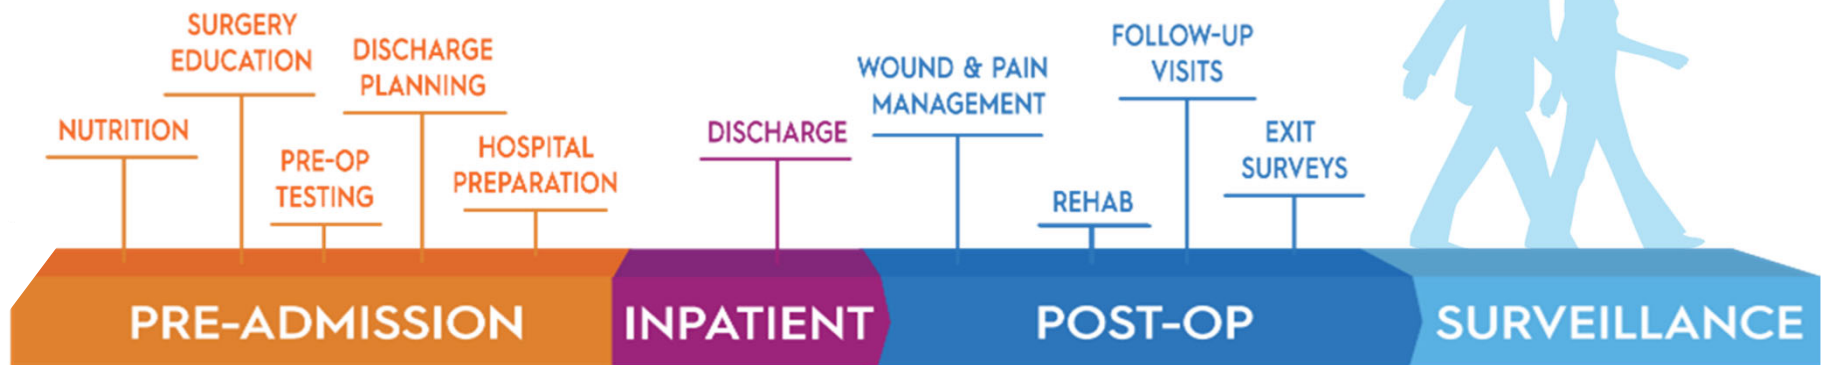 NUTRITION
SURGERY
EDUCATION
PRE-OP
TESTING
DISCHARGE
PLANNING
HOSPITAL
PREPARATION
DISCHARGE
WOUND & PAIN
MANAGEMENT
REHAB
FOLLOW-UP
VISITS
EXIT
SURVEYS
PRE-ADMISSION
INPATIENT
POST-OP
SURVEILLANCE